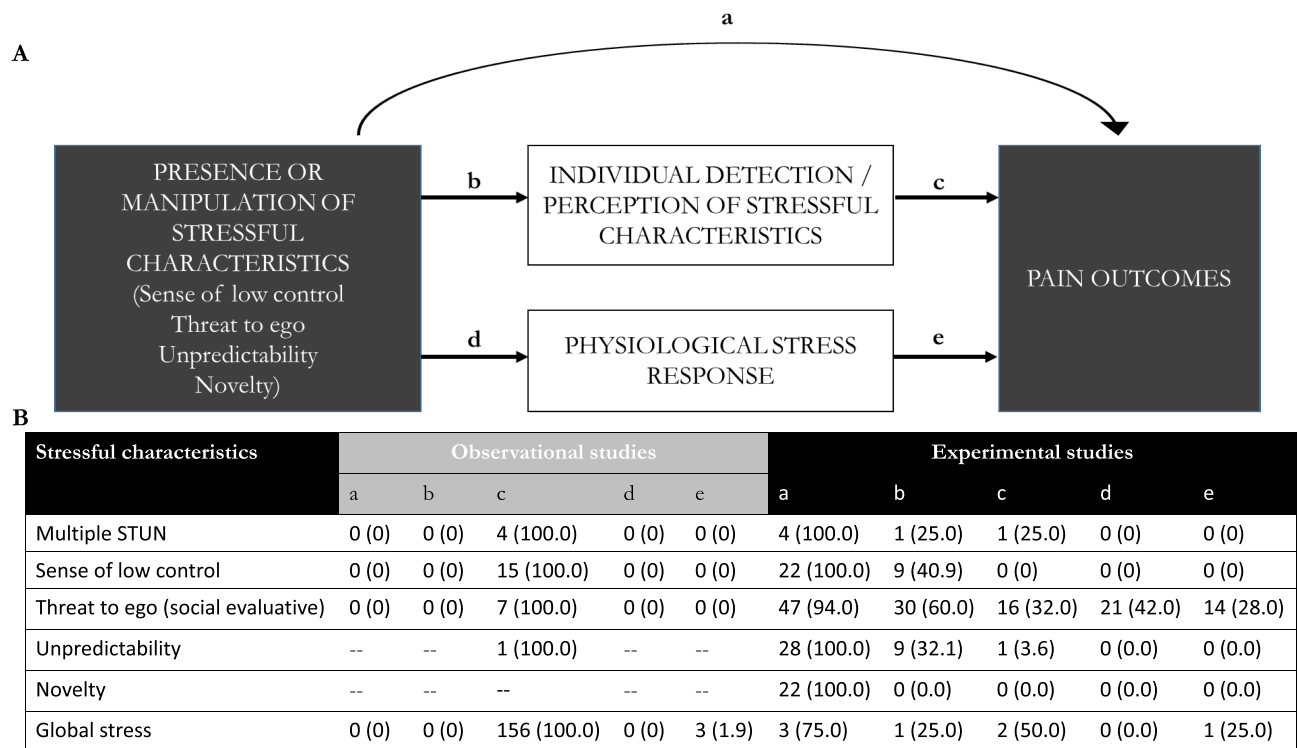 a
A
PRESENCE OR
MANIPULATION OF
STRESSFUL
CHARACTERISTICS
(Sense of low control
Threat to ego
Unpredictability
Novelty)
b
INDIVIDUAL DETECTION /
PERCEPTION OF STRESSFUL
CHARACTERISTICS
c
d
PHYSIOLOGICAL STRESS
RESPONSE
e
PAIN OUTCOMES
B
Stressful characteristics Observational studies Experimental studies
a b c d e a b c d e
Multiple STUN 0 (0) 0 (0) 4 (100.0) 0 (0) 0 (0) 4 (100.0) 1 (25.0) 1 (25.0) 0 (0) 0 (0)
Sense of low control 0 (0) 0 (0) 15 (100.0) 0 (0) 0 (0) 22 (100.0) 9 (40.9) 0 (0) 0 (0) 0 (0)
Threat to ego (social evaluative) 0 (0) 0 (0) 7 (100.0) 0 (0) 0 (0) 47 (94.0) 30 (60.0) 16 (32.0) 21 (42.0) 14 (28.0)
Unpredictability -- -- 1 (100.0) -- -- 28 (100.0) 9 (32.1) 1 (3.6) 0 (0.0) 0 (0.0)
Novelty -- -- -- -- -- 22 (100.0) 0 (0.0) 0 (0.0) 0 (0.0) 0 (0.0)
Global stress 0 (0) 0 (0) 156 (100.0) 0 (0) 3 (1.9) 3 (75.0) 1 (25.0) 2 (50.0) 0 (0.0) 1 (25.0)